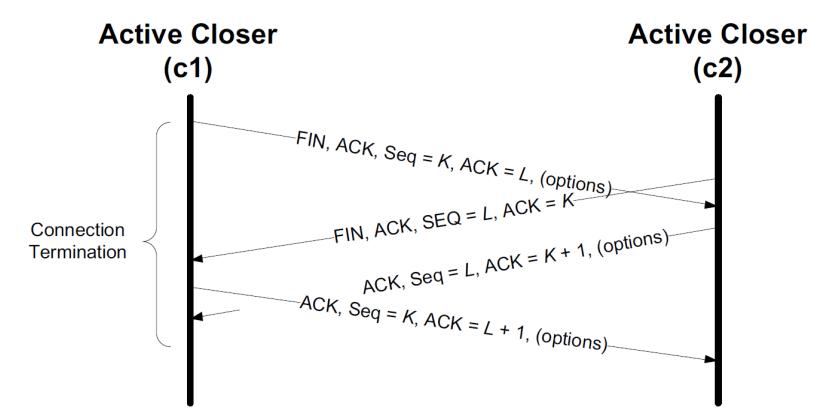 Active Closer
(c1)
Active Closer
(c2)
FIN, ACK, Seq = K, ACK = L, (options)
FIN, ACK, SEQ = L, ACK = K
Connection
Termination
ACK, Seq = L, ACK = K + 1, (options)
ACK, Seq = K, ACK = L + 1, (options)